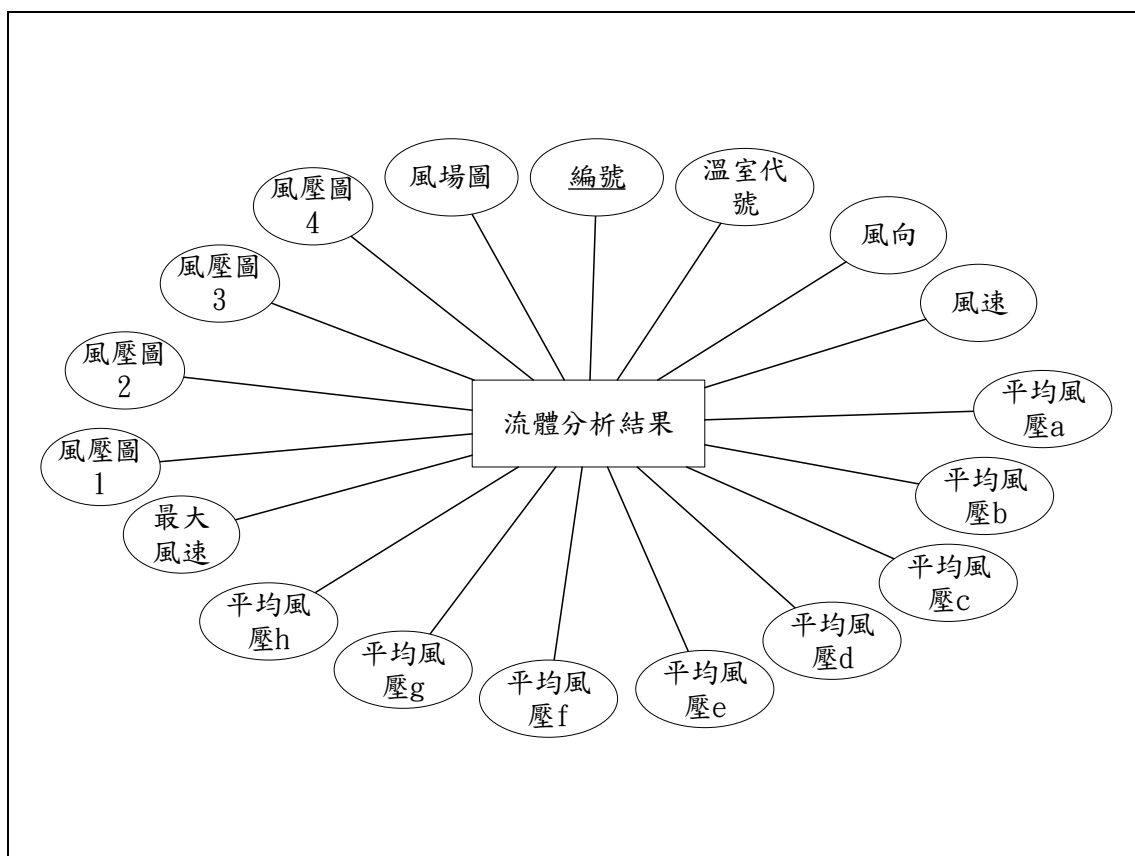 風場圖
編號
溫室代
號
風壓圖
4
風向
風壓圖
3
風速
風壓圖
2
平均風
壓a
流體分析結果
風壓圖
1
平均風
壓b
最大
風速
平均風
壓c
平均風
壓h
平均風
壓d
平均風
壓g
平均風
壓e
平均風
壓f